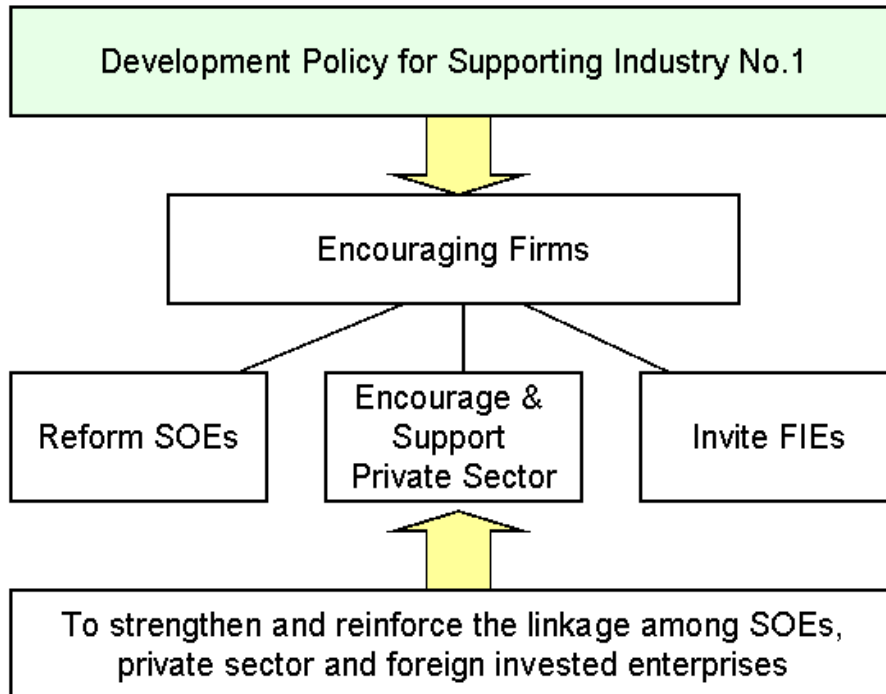 Development Policy for Supporting Industry No.1
Encouraging Firms
Reform SOEs
Encourage &
Support
Private Sector
Invite FIEs
To strengthen and reinforce the linkage among SOEs,
private sector and foreign invested enterprises